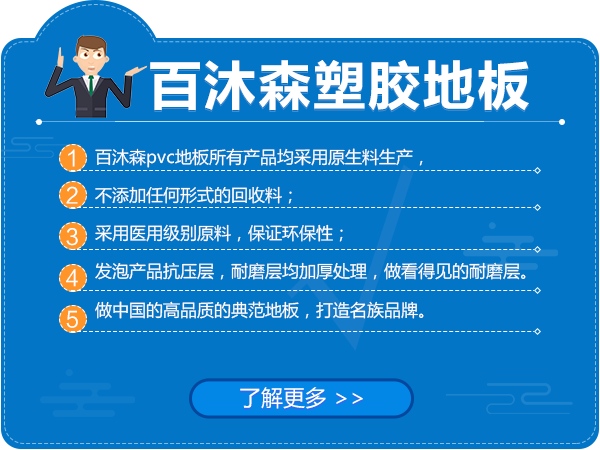 百沐森塑胶地板
1 百沐森pvc地板所有产品均采用原生料生产，
2 不添加任何形式的回收料；
3 采用医用级别原料，保证环保性；
4 发泡产品抗压层，耐磨层均加厚处理，做看得见的耐磨层。
5 做中国的高品质的典范地板，打造名族品牌。
了解更多 >>